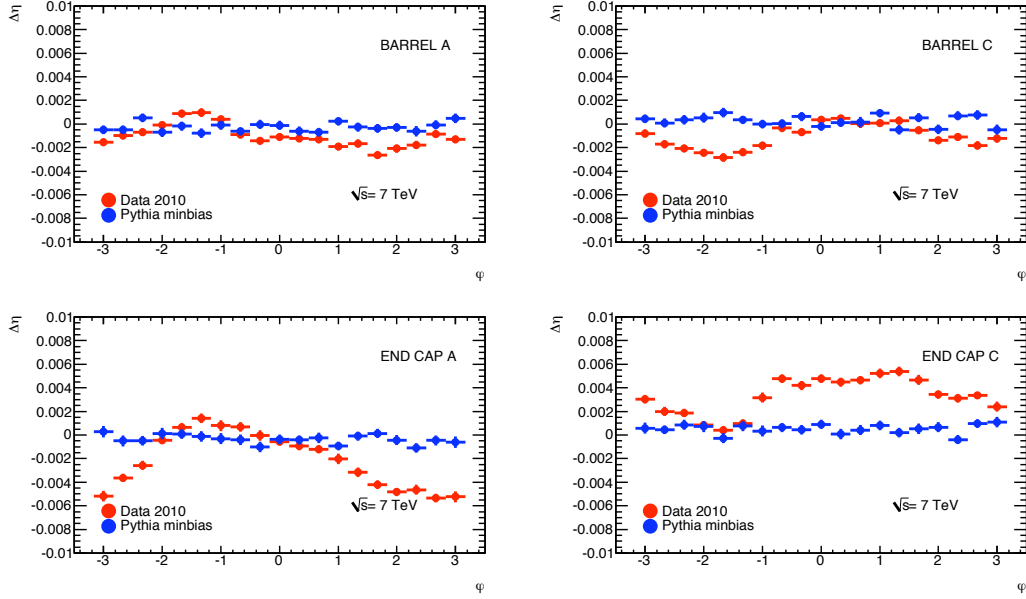 Δη
0.01
0.008
0.006
0.004
0.002
0
-0.002
-0.004
-0.006
-0.008
-0.01
BARREL A
Data 2010
Pythia minbias
√s= 7 TeV
-3 -2 -1 0 1 2 3
φ
Δη
0.01
0.008
0.006
0.004
0.002
0
-0.002
-0.004
-0.006
-0.008
-0.01
BARREL C
Data 2010
Pythia minbias
√s= 7 TeV
-3 -2 -1 0 1 2 3
φ
Δη
0.01
0.008
0.006
0.004
0.002
0
-0.002
-0.004
-0.006
-0.008
-0.01
END CAP A
Data 2010
Pythia minbias
√s= 7 TeV
-3 -2 -1 0 1 2 3
φ
Δη
0.01
0.008
0.006
0.004
0.002
0
-0.002
-0.004
-0.006
-0.008
-0.01
END CAP C
Data 2010
Pythia minbias
√s= 7 TeV
-3 -2 -1 0 1 2 3
φ